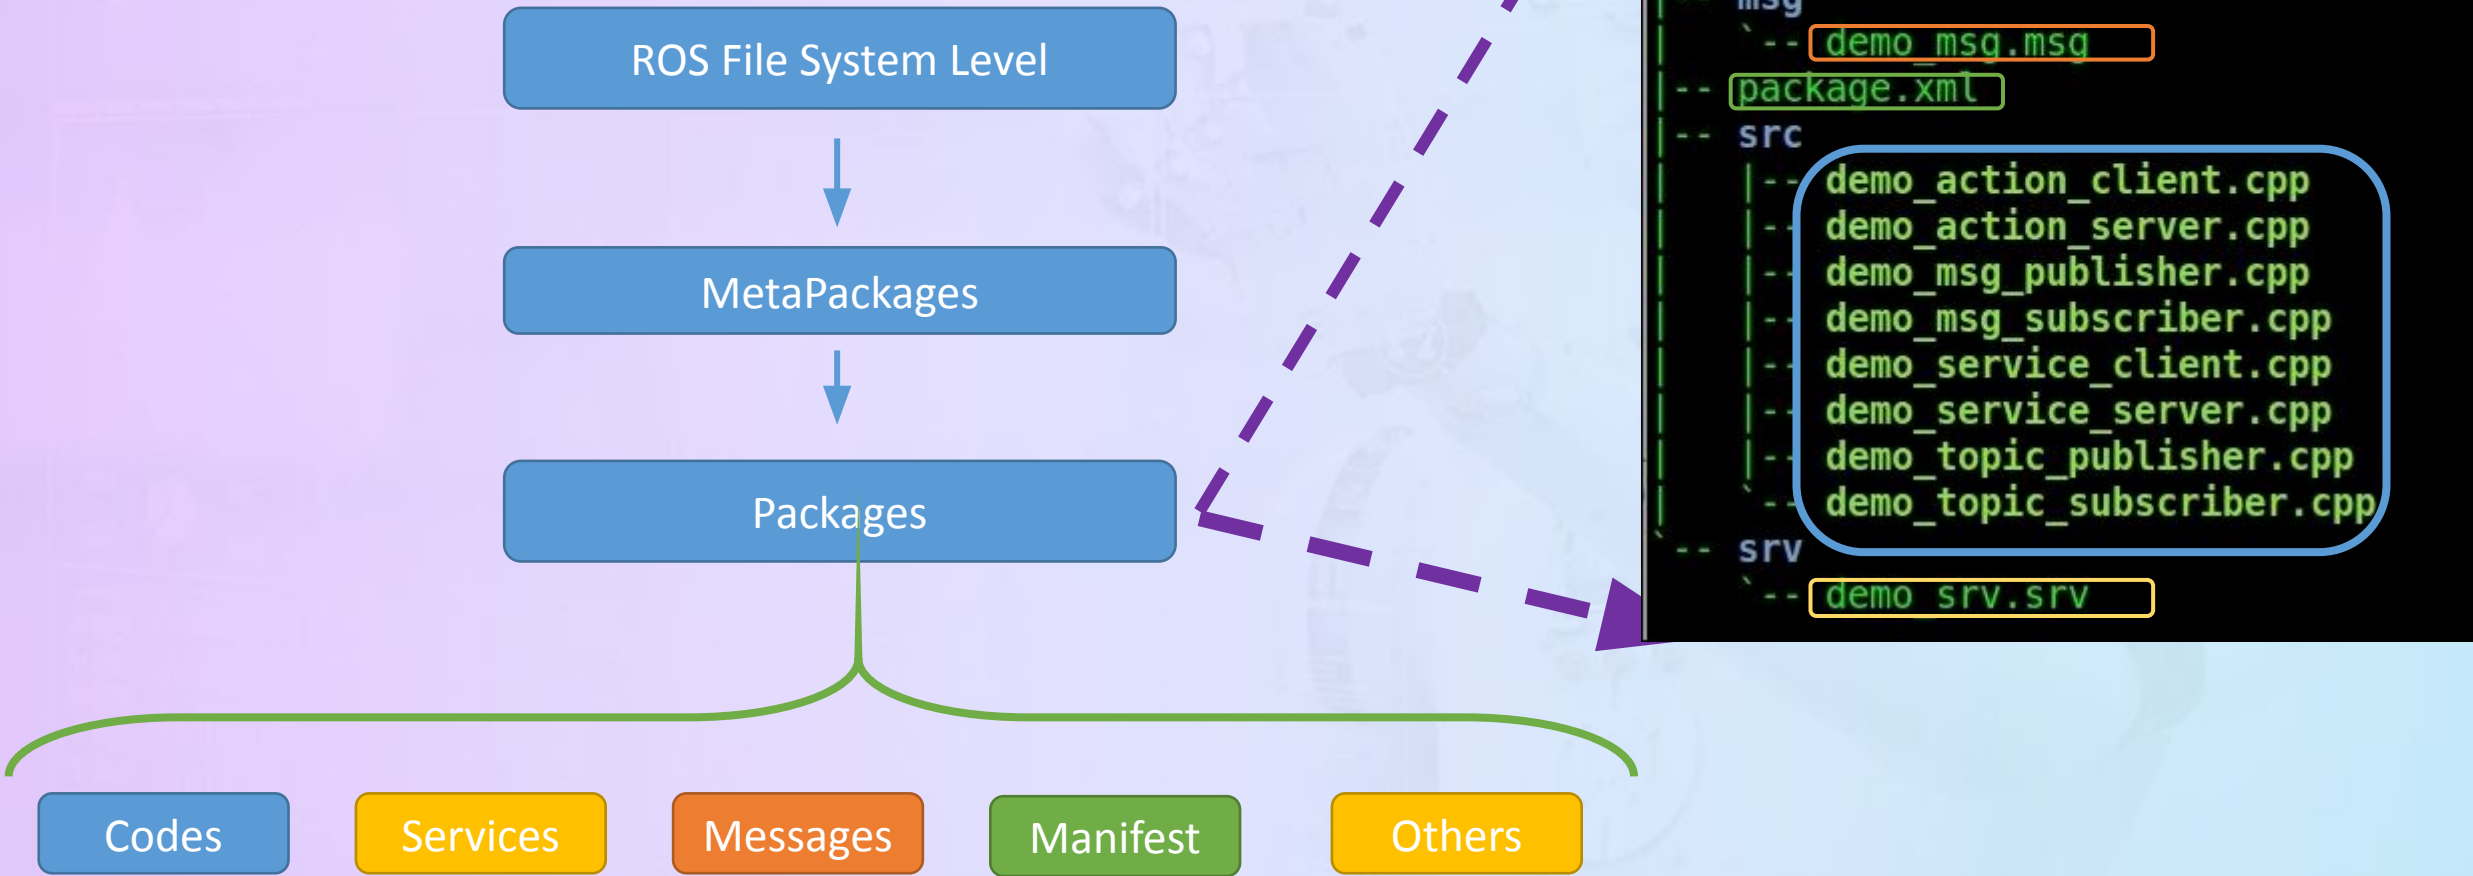 ROS File System Level
MetaPackages
Packages
Codes
Services
Messages
Manifest
Others
msg
`-- demo_msg.msg
|-- package.xml
|-- src
| |-- demo_action_client.cpp
| |-- demo_action_server.cpp
| |-- demo_msg_publisher.cpp
| |-- demo_msg_subscriber.cpp
| |-- demo_service_client.cpp
| |-- demo_service_server.cpp
| |-- demo_topic_publisher.cpp
| `-- demo_topic_subscriber.cpp
`-- srv
`-- demo_srv.srv